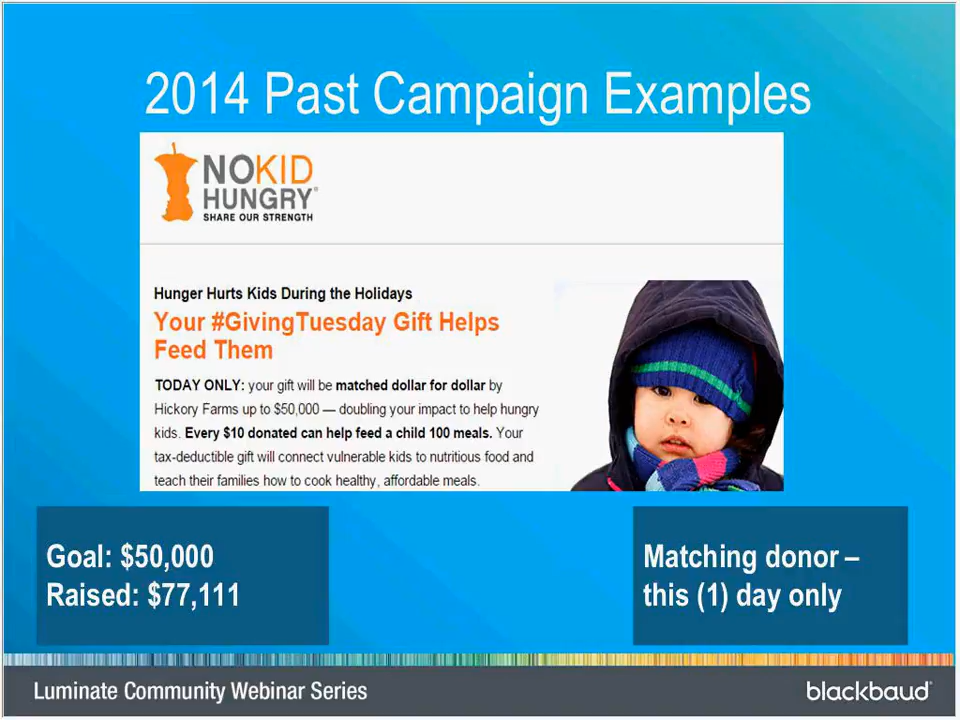 2014 Past Campaign Examples
NOKID
HUNGRY®
SHARE OUR STRENGTH
Hunger Hurts Kids During the Holidays
Your #GivingTuesday Gift Helps
Feed Them
TODAY ONLY: your gift will be matched dollar for dollar by
Hickory Farms up to $50,000 — doubling your impact to help hungry
kids. Every $10 donated can help feed a child 100 meals. Your
tax-deductible gift will connect vulnerable kids to nutritious food and
teach their families how to cook healthy, affordable meals.
Goal: $50,000
Raised: $77,111
Matching donor –
this (1) day only
Luminate Community Webinar Series
blackbaud®